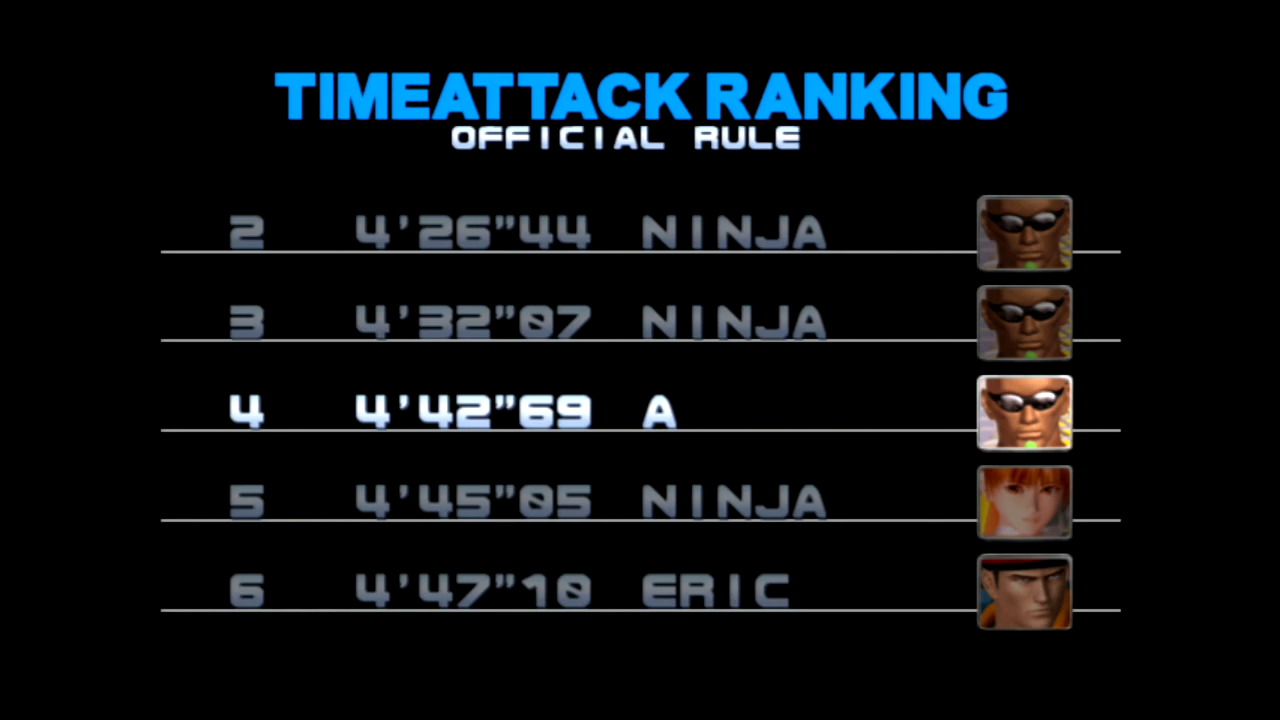 TIMEATTACK RANKING
OFFICIAL RULE
2 4'26"44 NINJA
3 4'32"07 NINJA
4 4'42"69 A
5 4'45"05 NINJA
6 4'47"10 ERIC